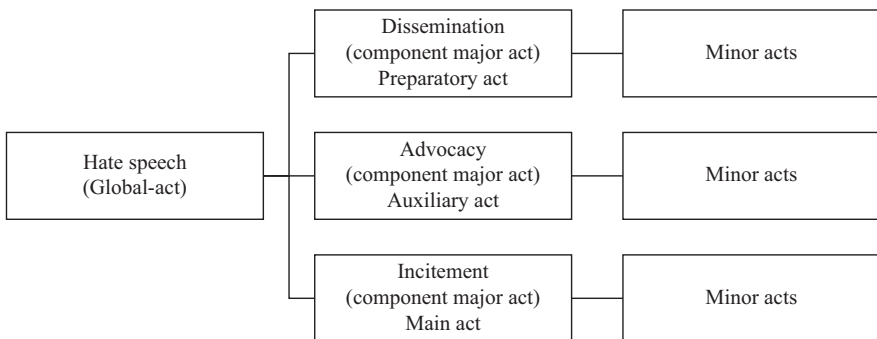 Hate speech
(Global-act)
Dissemination
(component major act)
Preparatory act
Minor acts
Advocacy
(component major act)
Auxiliary act
Minor acts
Incitement
(component major act)
Main act
Minor acts